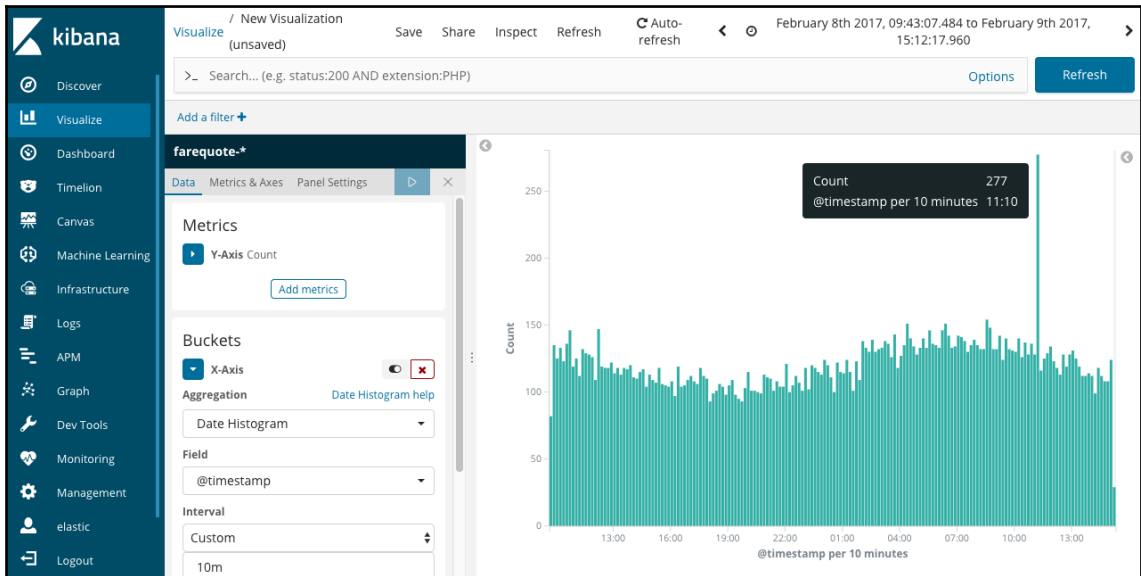 kibana
Discover
Visualize
Dashboard
Timelion
Canvas
Machine Learning
Infrastructure
Logs
APM
Graph
Dev Tools
Monitoring
Management
elastic
Logout
Visualize / New Visualization (unsaved)
Save Share Inspect Refresh
Auto-refresh
February 8th 2017, 09:43:07.484 to February 9th 2017, 15:12:17.960
>_ Search... (e.g. status:200 AND extension:PHP)
Options
Refresh
Add a filter +
farequote-*
Data Metrics & Axes Panel Settings
Metrics
Y-Axis Count
Add metrics
Buckets
X-Axis
Aggregation
Date Histogram help
Date Histogram
Field
@timestamp
Interval
Custom
10m
Count 277
@timestamp per 10 minutes 11:10
250
200
150
100
50
0
Count
13:00 16:00 19:00 22:00 01:00 04:00 07:00 10:00 13:00
@timestamp per 10 minutes